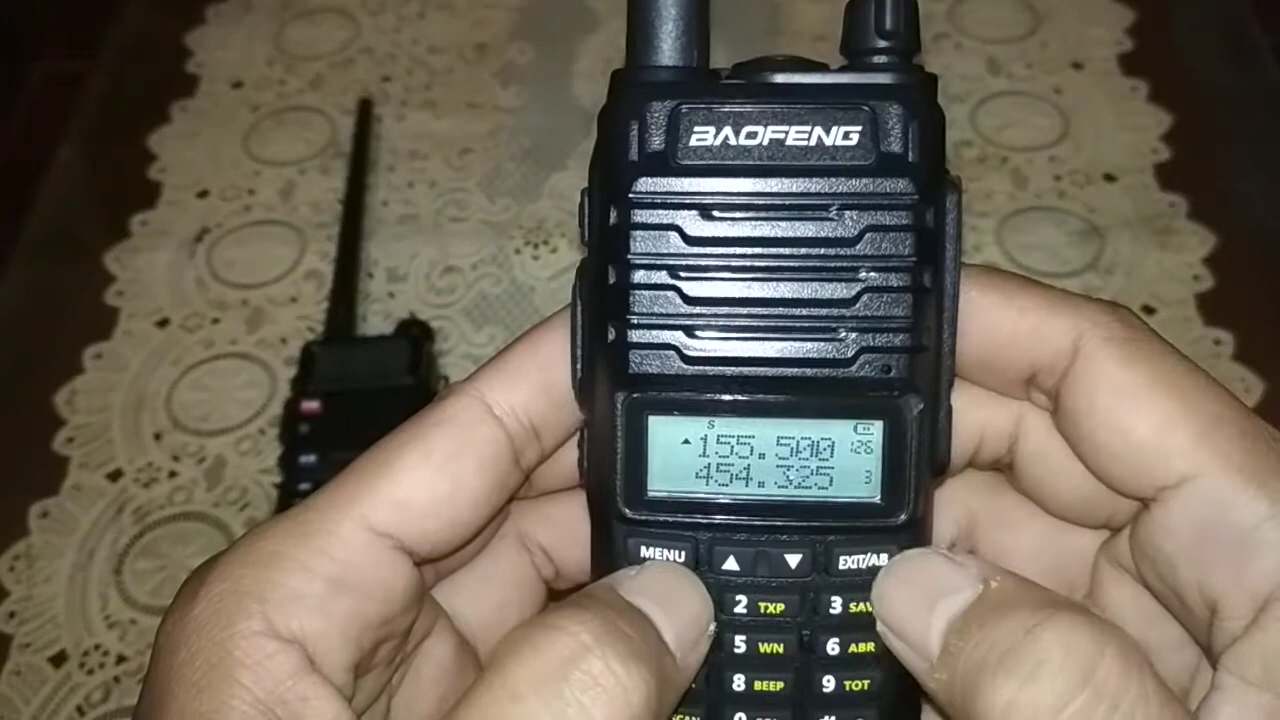 BAOFENG
S
155.500 126
454.325 3
MENU ▲ ▼ EXIT/AB
2 TXP 3 SAV
5 WN 6 ABR
8 BEEP 9 TOT